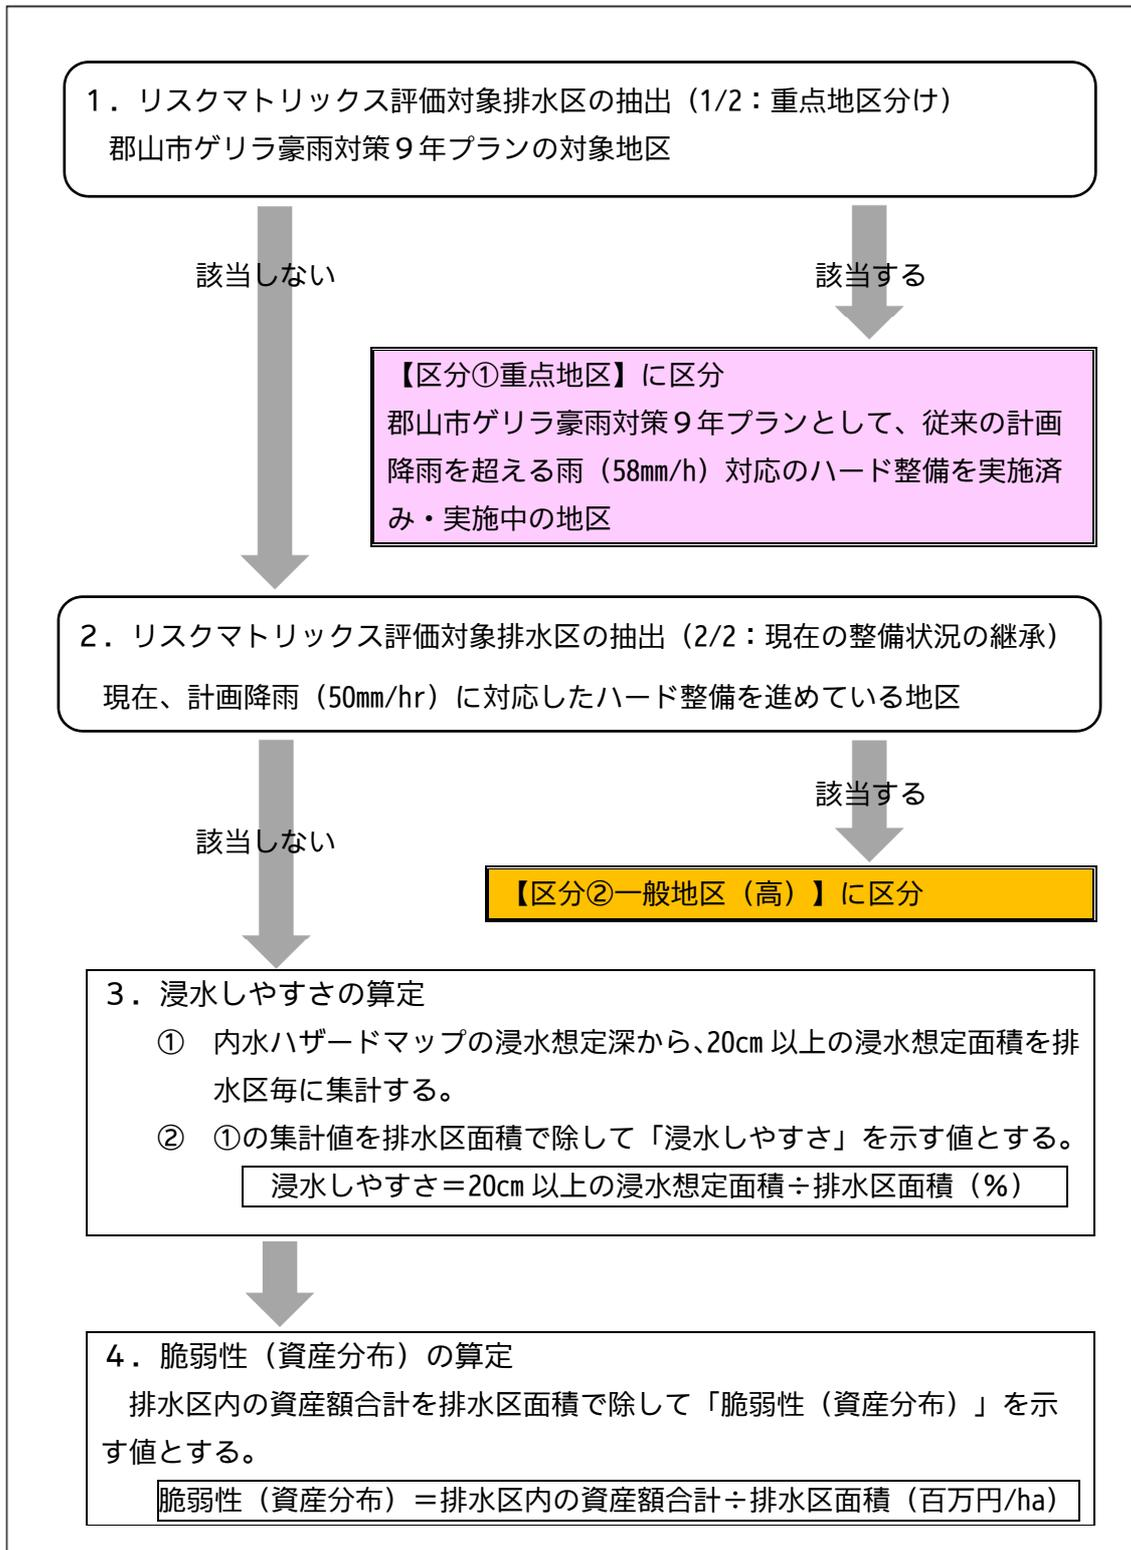 １．リスクマトリックス評価対象排水区の抽出（1/2：重点地区分け）
郡山市ゲリラ豪雨対策９年プランの対象地区
該当しない
該当する
【区分①重点地区】に区分
郡山市ゲリラ豪雨対策９年プランとして、従来の計画
降雨を超える雨（58mm/h）対応のハード整備を実施済
み・実施中の地区
２．リスクマトリックス評価対象排水区の抽出（2/2：現在の整備状況の継承）
現在、計画降雨（50mm/hr）に対応したハード整備を進めている地区
該当する
該当しない
【区分②一般地区（高）】に区分
３．浸水しやすさの算定
①　内水ハザードマップの浸水想定深から、20cm 以上の浸水想定面積を排
水区毎に集計する。
②　①の集計値を排水区面積で除して「浸水しやすさ」を示す値とする。
浸水しやすさ＝20cm 以上の浸水想定面積÷排水区面積（％）
４．脆弱性（資産分布）の算定
排水区内の資産額合計を排水区面積で除して「脆弱性（資産分布）」を示
す値とする。
脆弱性（資産分布）＝排水区内の資産額合計÷排水区面積（百万円/ha）